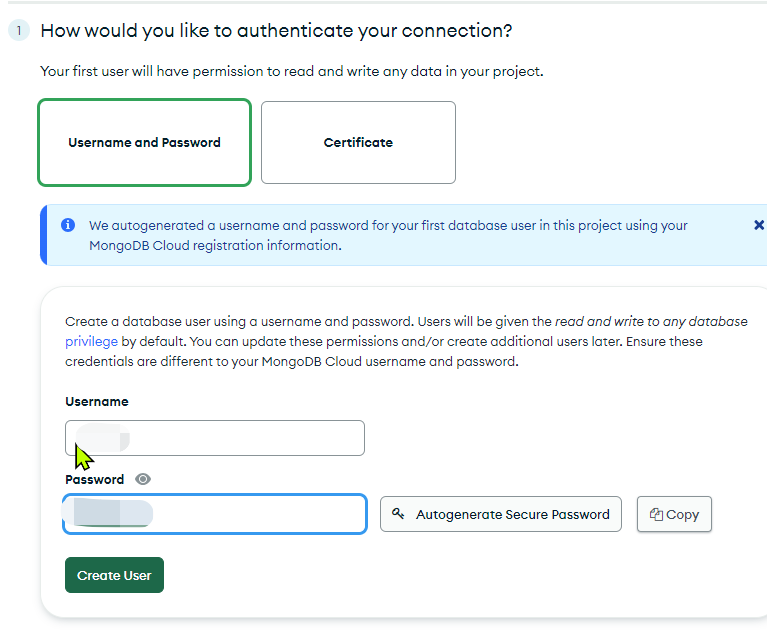 1 How would you like to authenticate your connection?
Your first user will have permission to read and write any data in your project.
Username and Password
Certificate
We autogenerated a username and password for your first database user in this project using your
MongoDB Cloud registration information.
Create a database user using a username and password. Users will be given the read and write to any database
privilege by default. You can update these permissions and/or create additional users later. Ensure these
credentials are different to your MongoDB Cloud username and password.
Username
Password
Autogenerate Secure Password
Copy
Create User